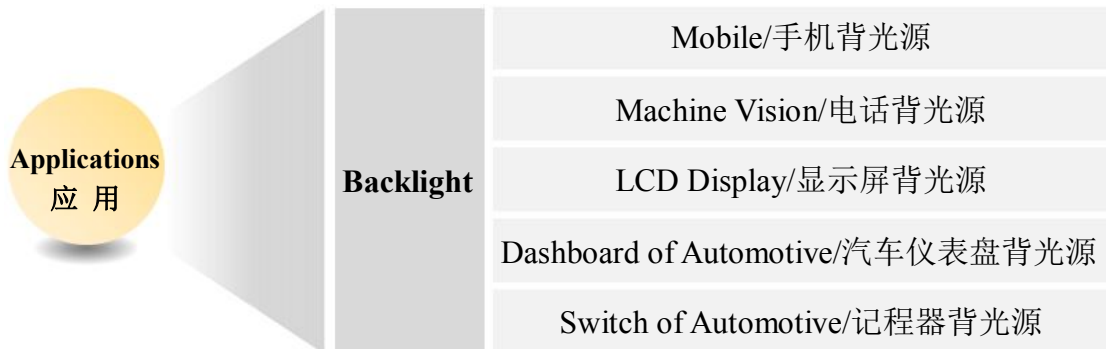 Applications
应 用
Backlight
Mobile/手机背光源
Machine Vision/电话背光源
LCD Display/显示屏背光源
Dashboard of Automotive/汽车仪表盘背光源
Switch of Automotive/记程器背光源